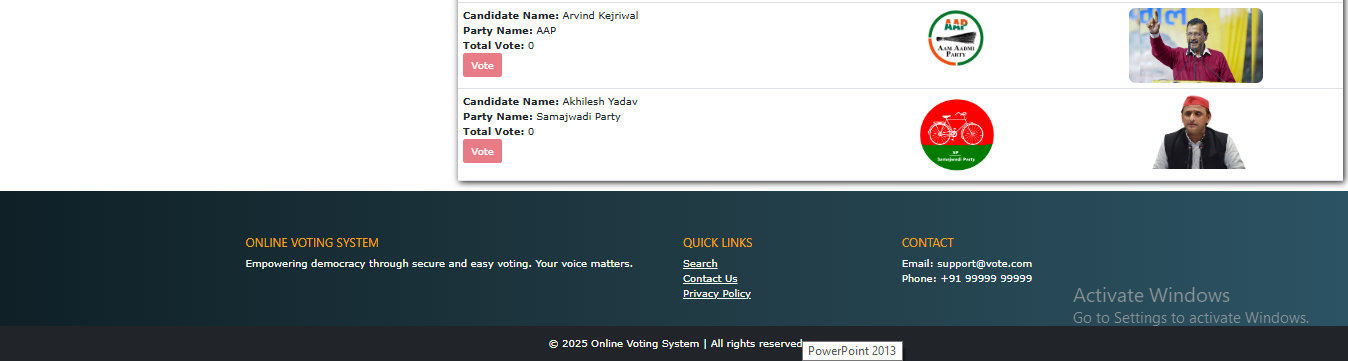 Candidate Name: Arvind Kejriwal
Party Name: AAP
Total Vote: 0
Vote
AAP
AAM AADMI
PARTY
Candidate Name: Akhilesh Yadav
Party Name: Samajwadi Party
Total Vote: 0
Vote
SP
Samajwadi Party
ONLINE VOTING SYSTEM
Empowering democracy through secure and easy voting. Your voice matters.
QUICK LINKS
Search
Contact Us
Privacy Policy
CONTACT
Email: support@vote.com
Phone: +91 99999 99999
Activate Windows
Go to Settings to activate Windows.
© 2025 Online Voting System | All rights reserved
PowerPoint 2013